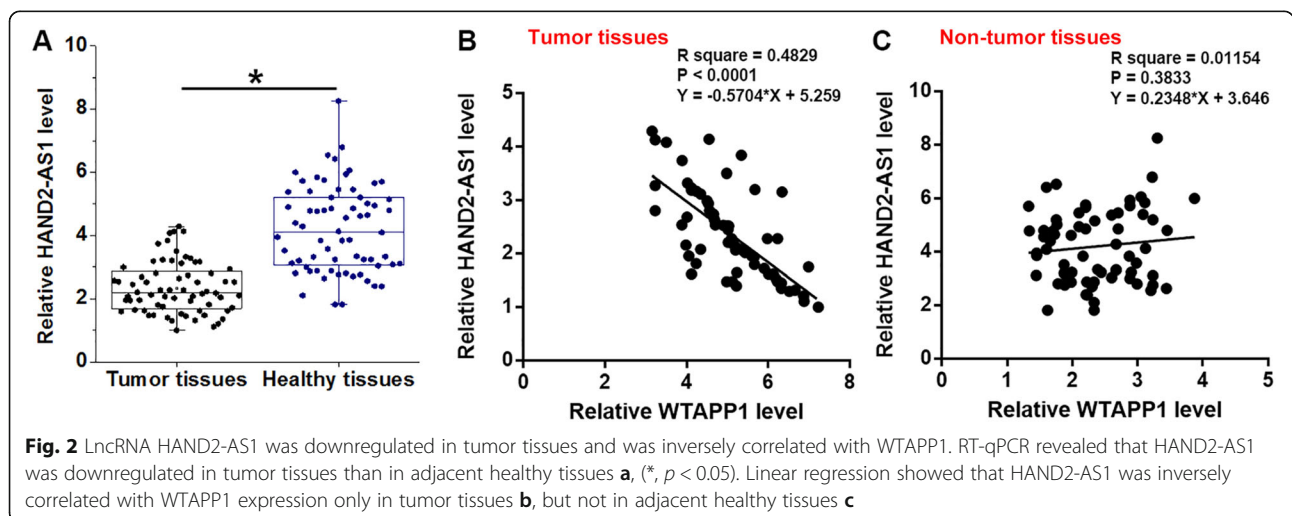 A
10
8
6
4
2
0
Relative HAND2-AS1 level
*
Tumor tissues
Healthy tissues
B
Tumor tissues
R square = 0.4829
P < 0.0001
Y = -0.5704*X + 5.259
5
4
3
2
1
0
Relative HAND2-AS1 level
0 2 4 6 8
Relative WTAPP1 level
C
Non-tumor tissues
R square = 0.01154
P = 0.3833
Y = 0.2348*X + 3.646
10
8
6
4
2
0
Relative HAND2-AS1 level
0 1 2 3 4 5
Relative WTAPP1 level
Fig. 2 LncRNA HAND2-AS1 was downregulated in tumor tissues and was inversely correlated with WTAPP1. RT-qPCR revealed that HAND2-AS1
was downregulated in tumor tissues than in adjacent healthy tissues a, (*, p < 0.05). Linear regression showed that HAND2-AS1 was inversely
correlated with WTAPP1 expression only in tumor tissues b, but not in adjacent healthy tissues c